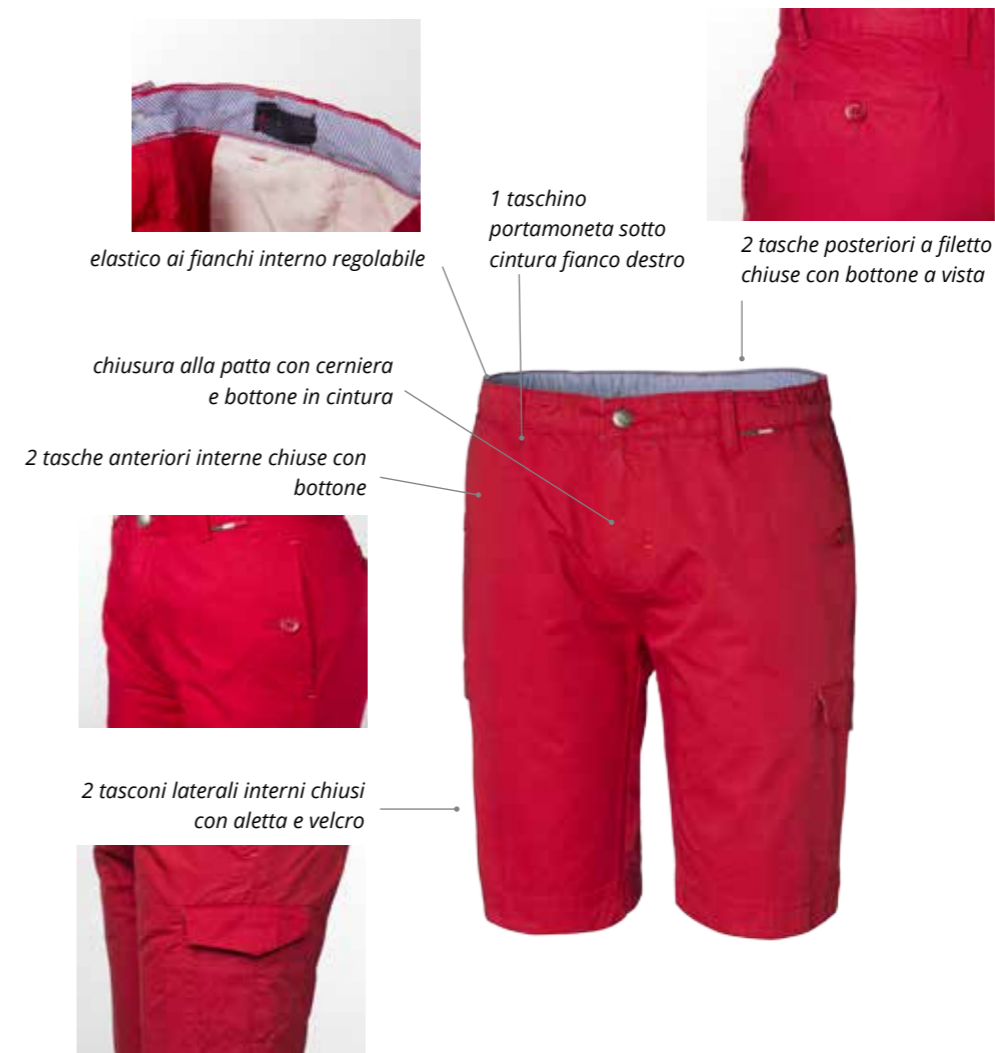 elastico ai fianchi interno regolabile
1 taschino
portamoneta sotto
cintura fianco destro
2 tasche posteriori a filetto
chiuse con bottone a vista
chiusura alla patta con cerniera
e bottone in cintura
2 tasche anteriori interne chiuse con
bottone
2 tasconi laterali interni chiusi
con aletta e velcro